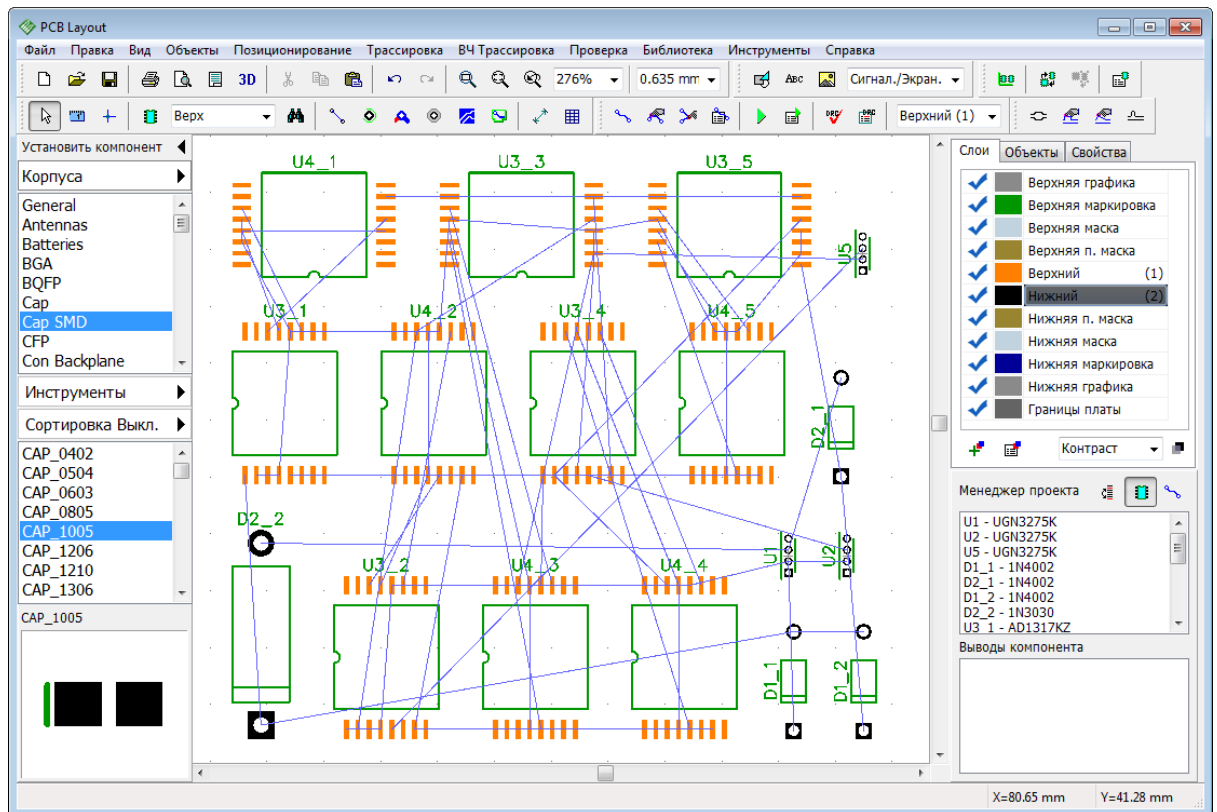 PCB Layout
Файл Правка Вид Объекты Позиционирование Трассировка ВЧ Трассировка Проверка Библиотека Инструменты Справка
3D 276% 0.635 mm ABC Сигнал./Экран.
Верх DRC DRC Верхний (1)
Установить компонент
Корпуса
General
Antennas
Batteries
BGA
BQFP
Cap
Cap SMD
CFP
Con Backplane
Инструменты
Сортировка Выкл.
CAP_0402
CAP_0504
CAP_0603
CAP_0805
CAP_1005
CAP_1206
CAP_1210
CAP_1306
CAP_1005
U4_1 U3_3 U3_5
U5
U3_1 U4_2 U3_4 U4_5
D2_1
D2_2
U1 U2
U3_2 U4_3 U4_4
D1_1 D1_2
Слои Объекты Свойства
Верхняя графика
Верхняя маркировка
Верхняя маска
Верхняя п. маска
Верхний (1)
Нижний (2)
Нижняя п. маска
Нижняя маска
Нижняя маркировка
Нижняя графика
Границы платы
Контраст
Менеджер проекта
U1 - UGN3275K
U2 - UGN3275K
U5 - UGN3275K
D1_1 - 1N4002
D2_1 - 1N4002
D1_2 - 1N4002
D2_2 - 1N3030
U3_1 - AD1317KZ
Выводы компонента
X=80.65 mm Y=41.28 mm